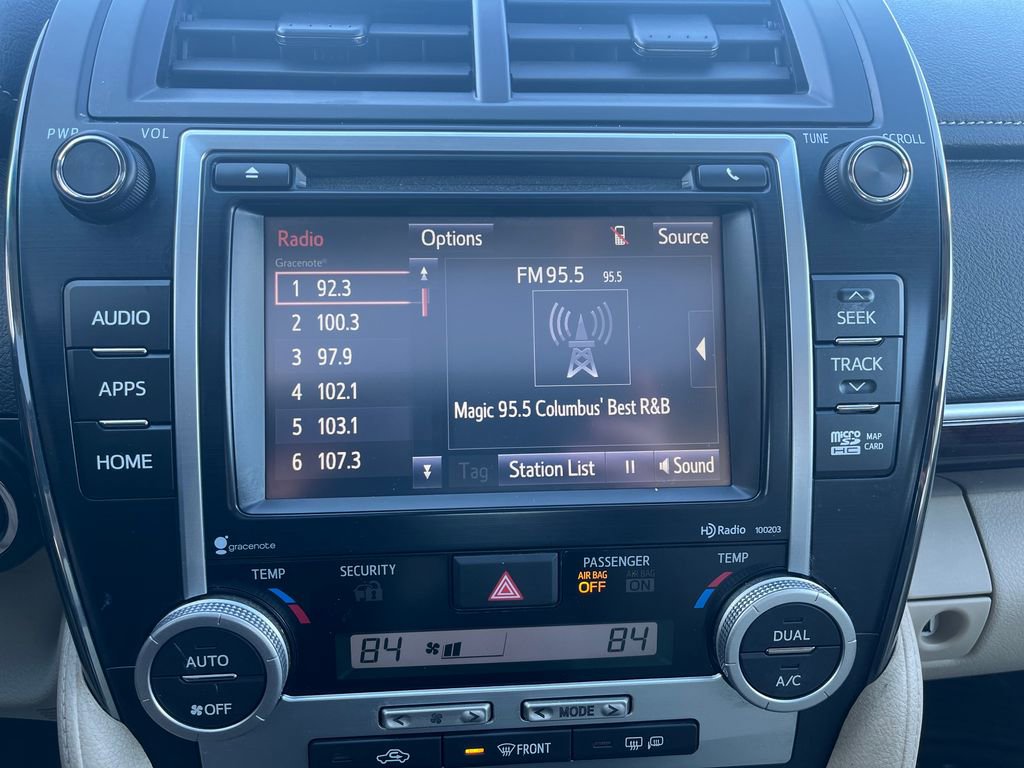 PWR VOL
TUNE SCROLL
Radio
Options
Source
Gracenote®
1 92.3
2 100.3
3 97.9
4 102.1
5 103.1
6 107.3
FM 95.5 95.5
Magic 95.5 Columbus' Best R&B
Tag
Station List
Sound
AUDIO
APPS
HOME
SEEK
TRACK
micro SD HC
MAP CARD
gracenote
HD Radio 100203
TEMP
SECURITY
PASSENGER
AIR BAG OFF
AIR BAG ON
TEMP
84
84
AUTO
OFF
DUAL
A/C
MODE
FRONT